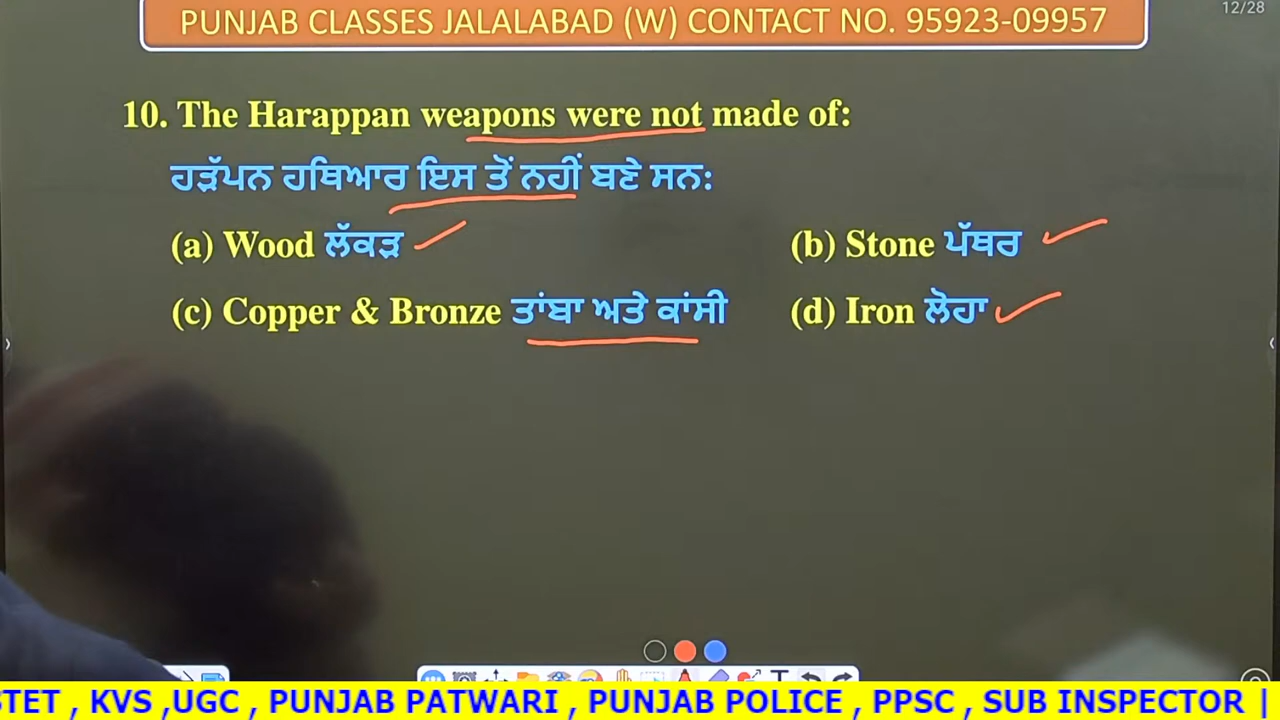 PUNJAB CLASSES JALALABAD (W) CONTACT NO. 95923-09957
12/28
10. The Harappan weapons were not made of:
ਹੜੱਪਨ ਹਥਿਆਰ ਇਸ ਤੋਂ ਨਹੀਂ ਬਣੇ ਸਨ:
(a) Wood ਲੱਕੜ (b) Stone ਪੱਥਰ
(c) Copper & Bronze ਤਾਂਬਾ ਅਤੇ ਕਾਂਸੀ (d) Iron ਲੋਹਾ
STET , KVS ,UGC , PUNJAB PATWARI , PUNJAB POLICE , PPSC , SUB INSPECTOR |